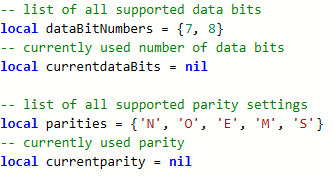 -- list of all supported data bits
local dataBitNumbers = {7, 8}
-- currently used number of data bits
local currentdataBits = nil

-- list of all supported parity settings
local parities = {'N', 'O', 'E', 'M', 'S'}
-- currently used parity
local currentparity = nil